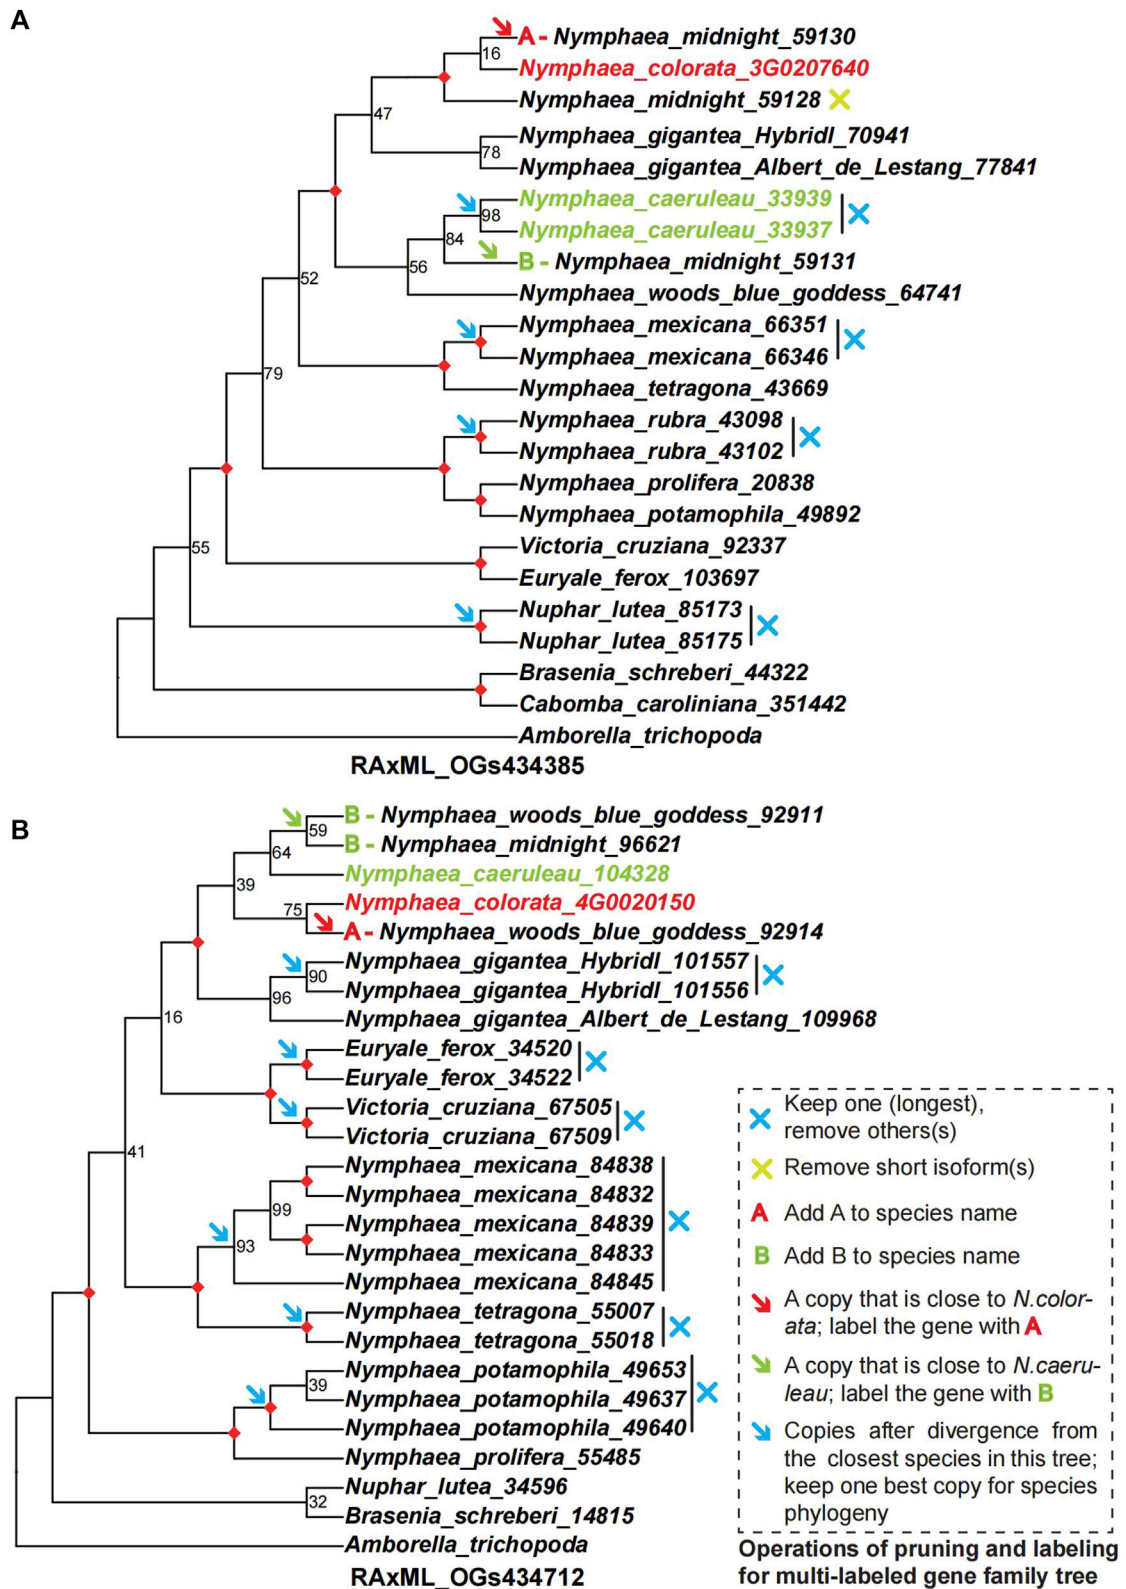 A
A - Nymphaea_midnight_59130
16
Nymphaea_colorata_3G0207640
Nymphaea_midnight_59128
47
Nymphaea_gigantea_HybridI_70941
78
Nymphaea_gigantea_Albert_de_Lestang_77841
Nymphaea_caeruleau_33939
98
Nymphaea_caeruleau_33937
84
B - Nymphaea_midnight_59131
56
52
Nymphaea_woods_blue_goddess_64741
Nymphaea_mexicana_66351
Nymphaea_mexicana_66346
79
Nymphaea_tetragona_43669
Nymphaea_rubra_43098
Nymphaea_rubra_43102
Nymphaea_prolifera_20838
Nymphaea_potamophila_49892
55
Victoria_cruziana_92337
Euryale_ferox_103697
Nuphar_lutea_85173
Nuphar_lutea_85175
Brasenia_schreberi_44322
Cabomba_caroliniana_351442
Amborella_trichopoda
RAxML_OGs434385
B
B - Nymphaea_woods_blue_goddess_92911
59
B - Nymphaea_midnight_96621
64
Nymphaea_caeruleau_104328
39
Nymphaea_colorata_4G0020150
75
A - Nymphaea_woods_blue_goddess_92914
Nymphaea_gigantea_HybridI_101557
90
Nymphaea_gigantea_HybridI_101556
96
16
Nymphaea_gigantea_Albert_de_Lestang_109968
Euryale_ferox_34520
Euryale_ferox_34522
Victoria_cruziana_67505
Victoria_cruziana_67509
41
Nymphaea_mexicana_84838
Nymphaea_mexicana_84832
99
Nymphaea_mexicana_84839
93
Nymphaea_mexicana_84833
Nymphaea_mexicana_84845
Nymphaea_tetragona_55007
Nymphaea_tetragona_55018
Nymphaea_potamophila_49653
39
Nymphaea_potamophila_49637
Nymphaea_potamophila_49640
Nymphaea_prolifera_55485
Nuphar_lutea_34596
32
Brasenia_schreberi_14815
Amborella_trichopoda
RAxML_OGs434712
Keep one (longest),
remove others(s)
Remove short isoform(s)
A Add A to species name
B Add B to species name
A copy that is close to N.color-
ata; label the gene with A
A copy that is close to N.caeru-
leau; label the gene with B
Copies after divergence from
the closest species in this tree;
keep one best copy for species
phylogeny
Operations of pruning and labeling
for multi-labeled gene family tree